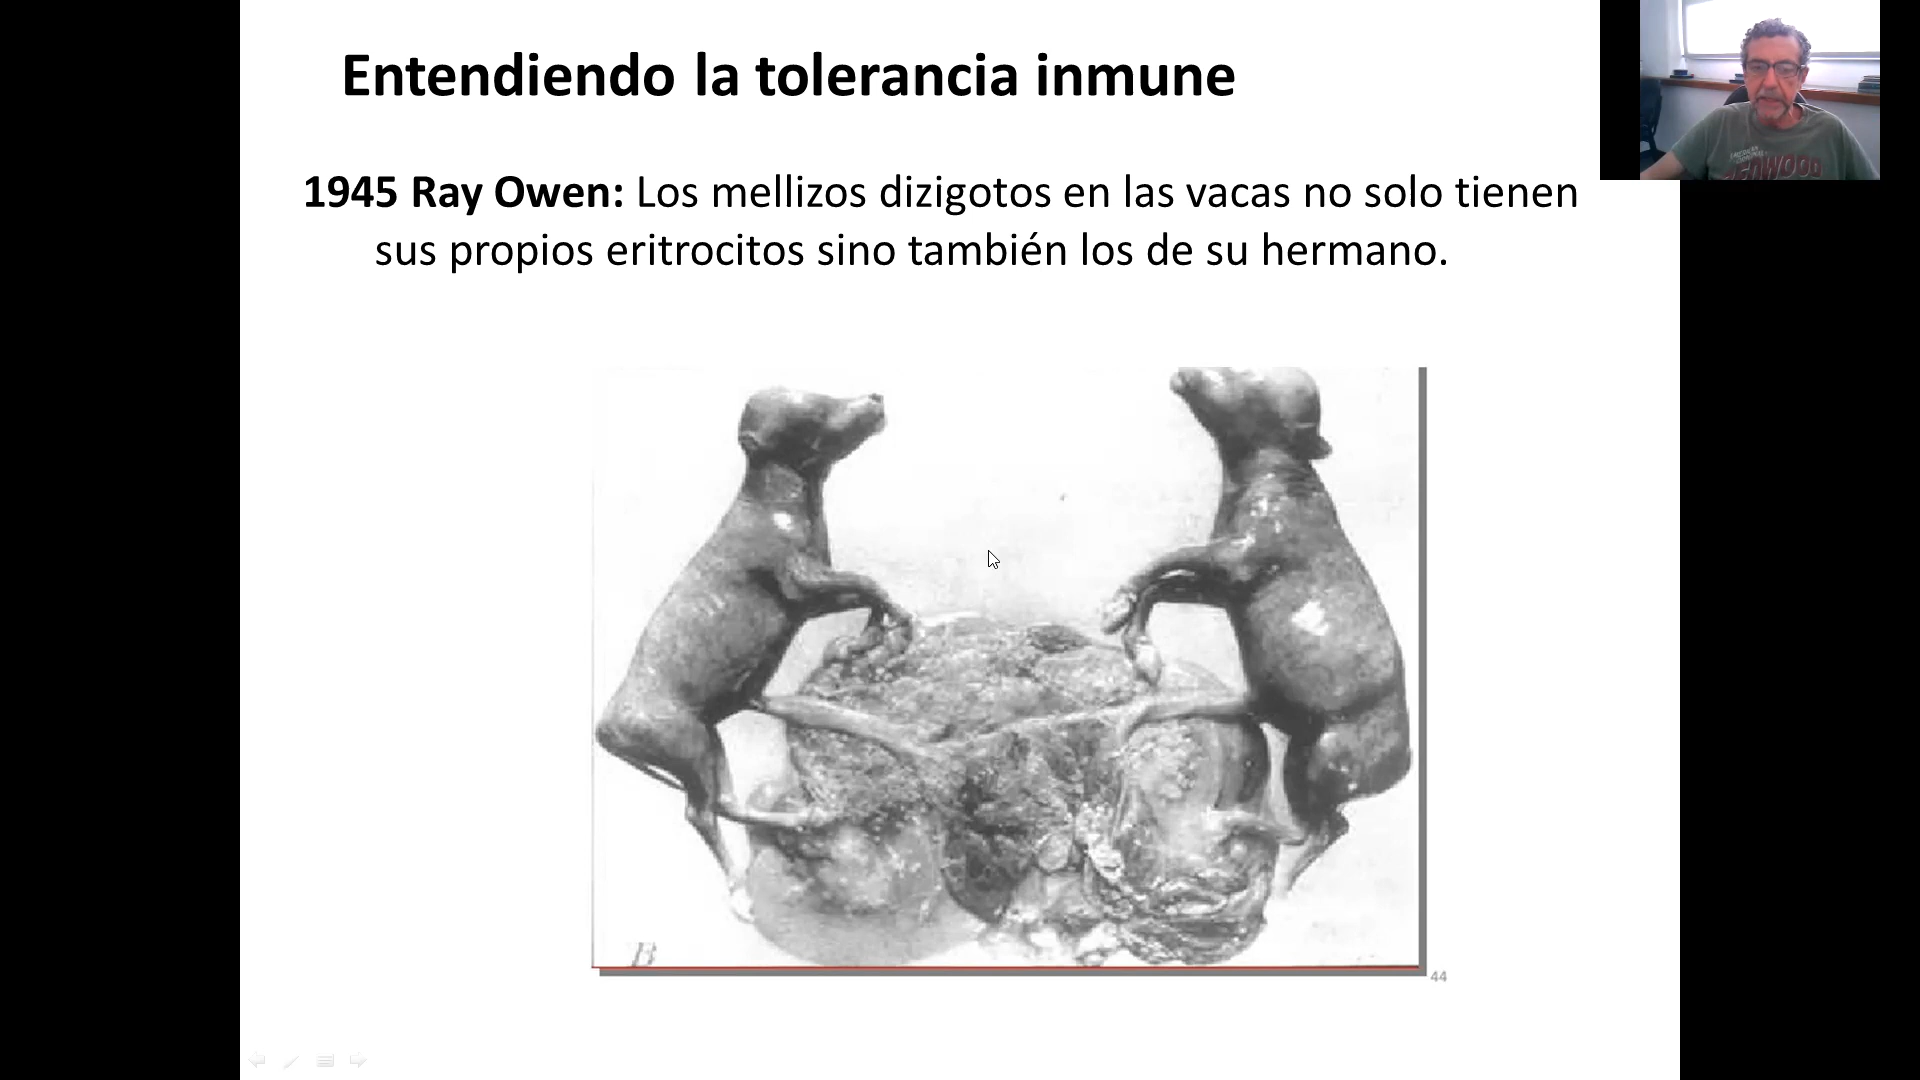 Entendiendo la tolerancia inmune
1945 Ray Owen: Los mellizos dizigotos en las vacas no solo tienen
sus propios eritrocitos sino también los de su hermano.
REDWOOD
B
44